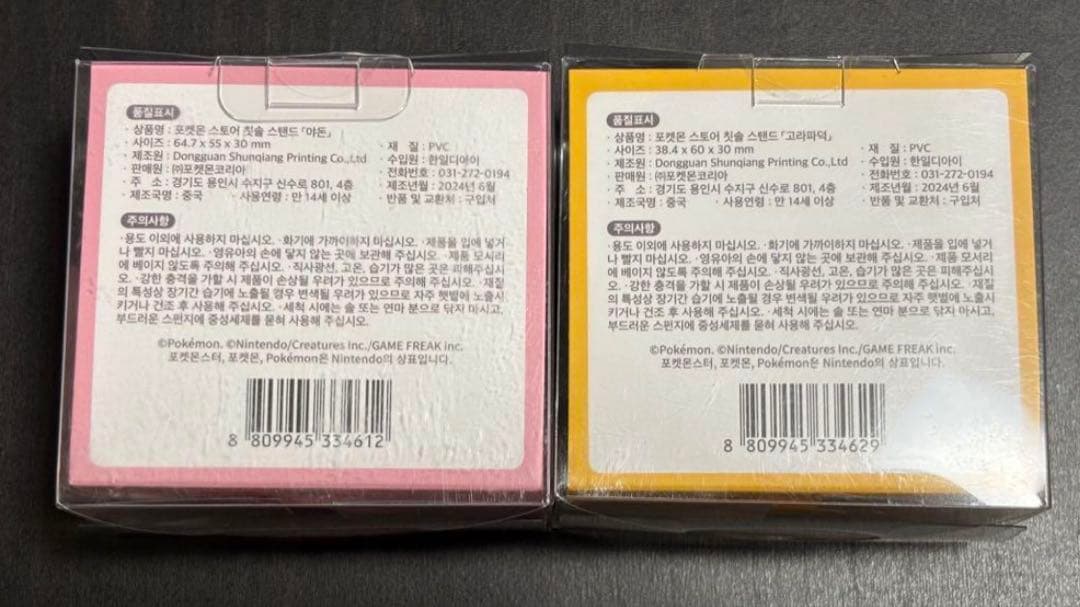 품질표시
· 상품명 : 포켓몬 스토어 칫솔 스탠드 「야돈」
· 사이즈 : 64.7 x 55 x 30 mm
· 재 질 : PVC
· 제조원 : Dongguan Shunqiang Printing Co.,Ltd
· 수입원 : 한일디아이
· 판매원 : ㈜포켓몬코리아
· 전화번호 : 031-272-0194
· 주 소 : 경기도 용인시 수지구 신수로 801, 4층
· 제조년월 : 2024년 6월
· 제조국명 : 중국 · 사용연령 : 만 14세 이상
· 반품 및 교환처 : 구입처
주의사항
·용도 이외에 사용하지 마십시오. ·화기에 가까이하지 마십시오. ·제품을 입에 넣거
나 빨지 마십시오. ·영유아의 손에 닿지 않는 곳에 보관해 주십시오. ·제품 모서리
에 베이지 않도록 주의해 주십시오. ·직사광선, 고온, 습기가 많은 곳은 피해주십시
오. ·강한 충격을 가할 시 제품이 손상될 우려가 있으므로 주의해 주십시오. ·재질
의 특성상 장기간 습기에 노출될 경우 변색될 우려가 있으므로 자주 햇볕에 노출시
키거나 건조 후 사용해 주십시오. ·세척 시에는 솔 또는 연마 분으로 닦지 마시고,
부드러운 스펀지에 중성세제를 묻혀 사용해 주십시오.
©Pokémon. ©Nintendo/Creatures Inc./GAME FREAK inc.
포켓몬스터, 포켓몬, Pokémon은 Nintendo의 상표입니다.
8 809945 334612
품질표시
· 상품명 : 포켓몬 스토어 칫솔 스탠드 「고라파덕」
· 사이즈 : 38.4 x 60 x 30 mm
· 재 질 : PVC
· 제조원 : Dongguan Shunqiang Printing Co.,Ltd
· 수입원 : 한일디아이
· 판매원 : ㈜포켓몬코리아
· 전화번호 : 031-272-0194
· 주 소 : 경기도 용인시 수지구 신수로 801, 4층
· 제조년월 : 2024년 6월
· 제조국명 : 중국 · 사용연령 : 만 14세 이상
· 반품 및 교환처 : 구입처
주의사항
·용도 이외에 사용하지 마십시오. ·화기에 가까이하지 마십시오. ·제품을 입에 넣거
나 빨지 마십시오. ·영유아의 손에 닿지 않는 곳에 보관해 주십시오. ·제품 모서리
에 베이지 않도록 주의해 주십시오. ·직사광선, 고온, 습기가 많은 곳은 피해주십시
오. ·강한 충격을 가할 시 제품이 손상될 우려가 있으므로 주의해 주십시오. ·재질
의 특성상 장기간 습기에 노출될 경우 변색될 우려가 있으므로 자주 햇볕에 노출시
키거나 건조 후 사용해 주십시오. ·세척 시에는 솔 또는 연마 분으로 닦지 마시고,
부드러운 스펀지에 중성세제를 묻혀 사용해 주십시오.
©Pokémon. ©Nintendo/Creatures Inc./GAME FREAK inc.
포켓몬스터, 포켓몬, Pokémon은 Nintendo의 상표입니다.
8 809945 334629